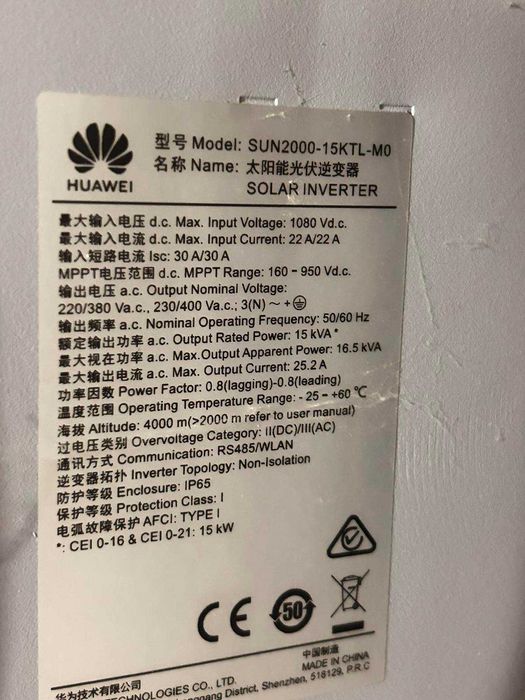 HUAWEI
型号 Model: SUN2000-15KTL-M0
名称 Name: 太阳能光伏逆变器
SOLAR INVERTER
最大输入电压 d.c. Max. Input Voltage: 1080 Vd.c.
最大输入电流 d.c. Max. Input Current: 22 A/22 A
输入短路电流 Isc: 30 A/30 A
MPPT电压范围 d.c. MPPT Range: 160 - 950 Vd.c.
输出电压 a.c. Output Nominal Voltage:
220/380 Va.c., 230/400 Va.c.; 3(N) ~ + ⏚
输出频率 a.c. Nominal Operating Frequency: 50/60 Hz
额定输出功率 a.c. Output Rated Power: 15 kVA *
最大视在功率 a.c. Max.Output Apparent Power: 16.5 kVA
最大输出电流 a.c. Max. Output Current: 25.2 A
功率因数 Power Factor: 0.8(lagging)-0.8(leading)
温度范围 Operating Temperature Range: - 25 - +60 ℃
海拔 Altitude: 4000 m(>2000 m refer to user manual)
过电压类别 Overvoltage Category: II(DC)/III(AC)
通讯方式 Communication: RS485/WLAN
逆变器拓扑 Inverter Topology: Non-Isolation
防护等级 Enclosure: IP65
保护等级 Protection Class: I
电弧故障保护 AFCI: TYPE I
*: CEI 0-16 & CEI 0-21: 15 kW
CE 50
华为技术有限公司
TECHNOLOGIES CO., LTD.
District, Shenzhen, 518129, P.R.C
中国制造
MADE IN CHINA